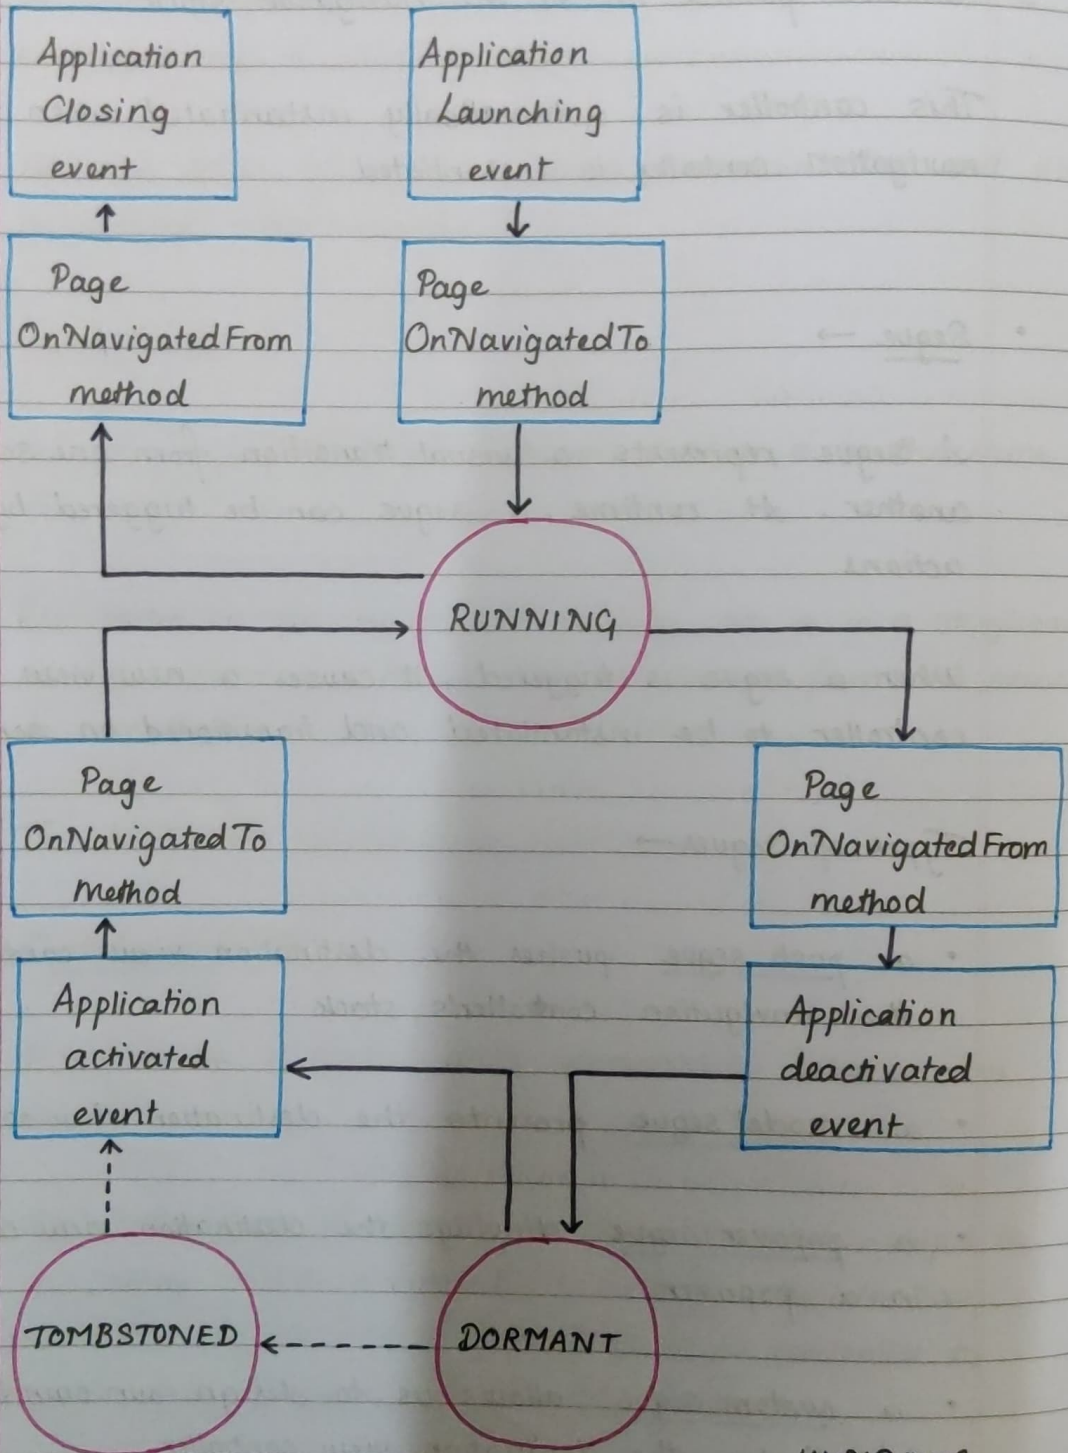 Application
Closing
event
Application
Launching
event
Page
OnNavigatedFrom
method
Page
OnNavigatedTo
method
RUNNING
Page
OnNavigatedTo
method
Page
OnNavigatedFrom
method
Application
activated
event
Application
deactivated
event
TOMBSTONED
DORMANT